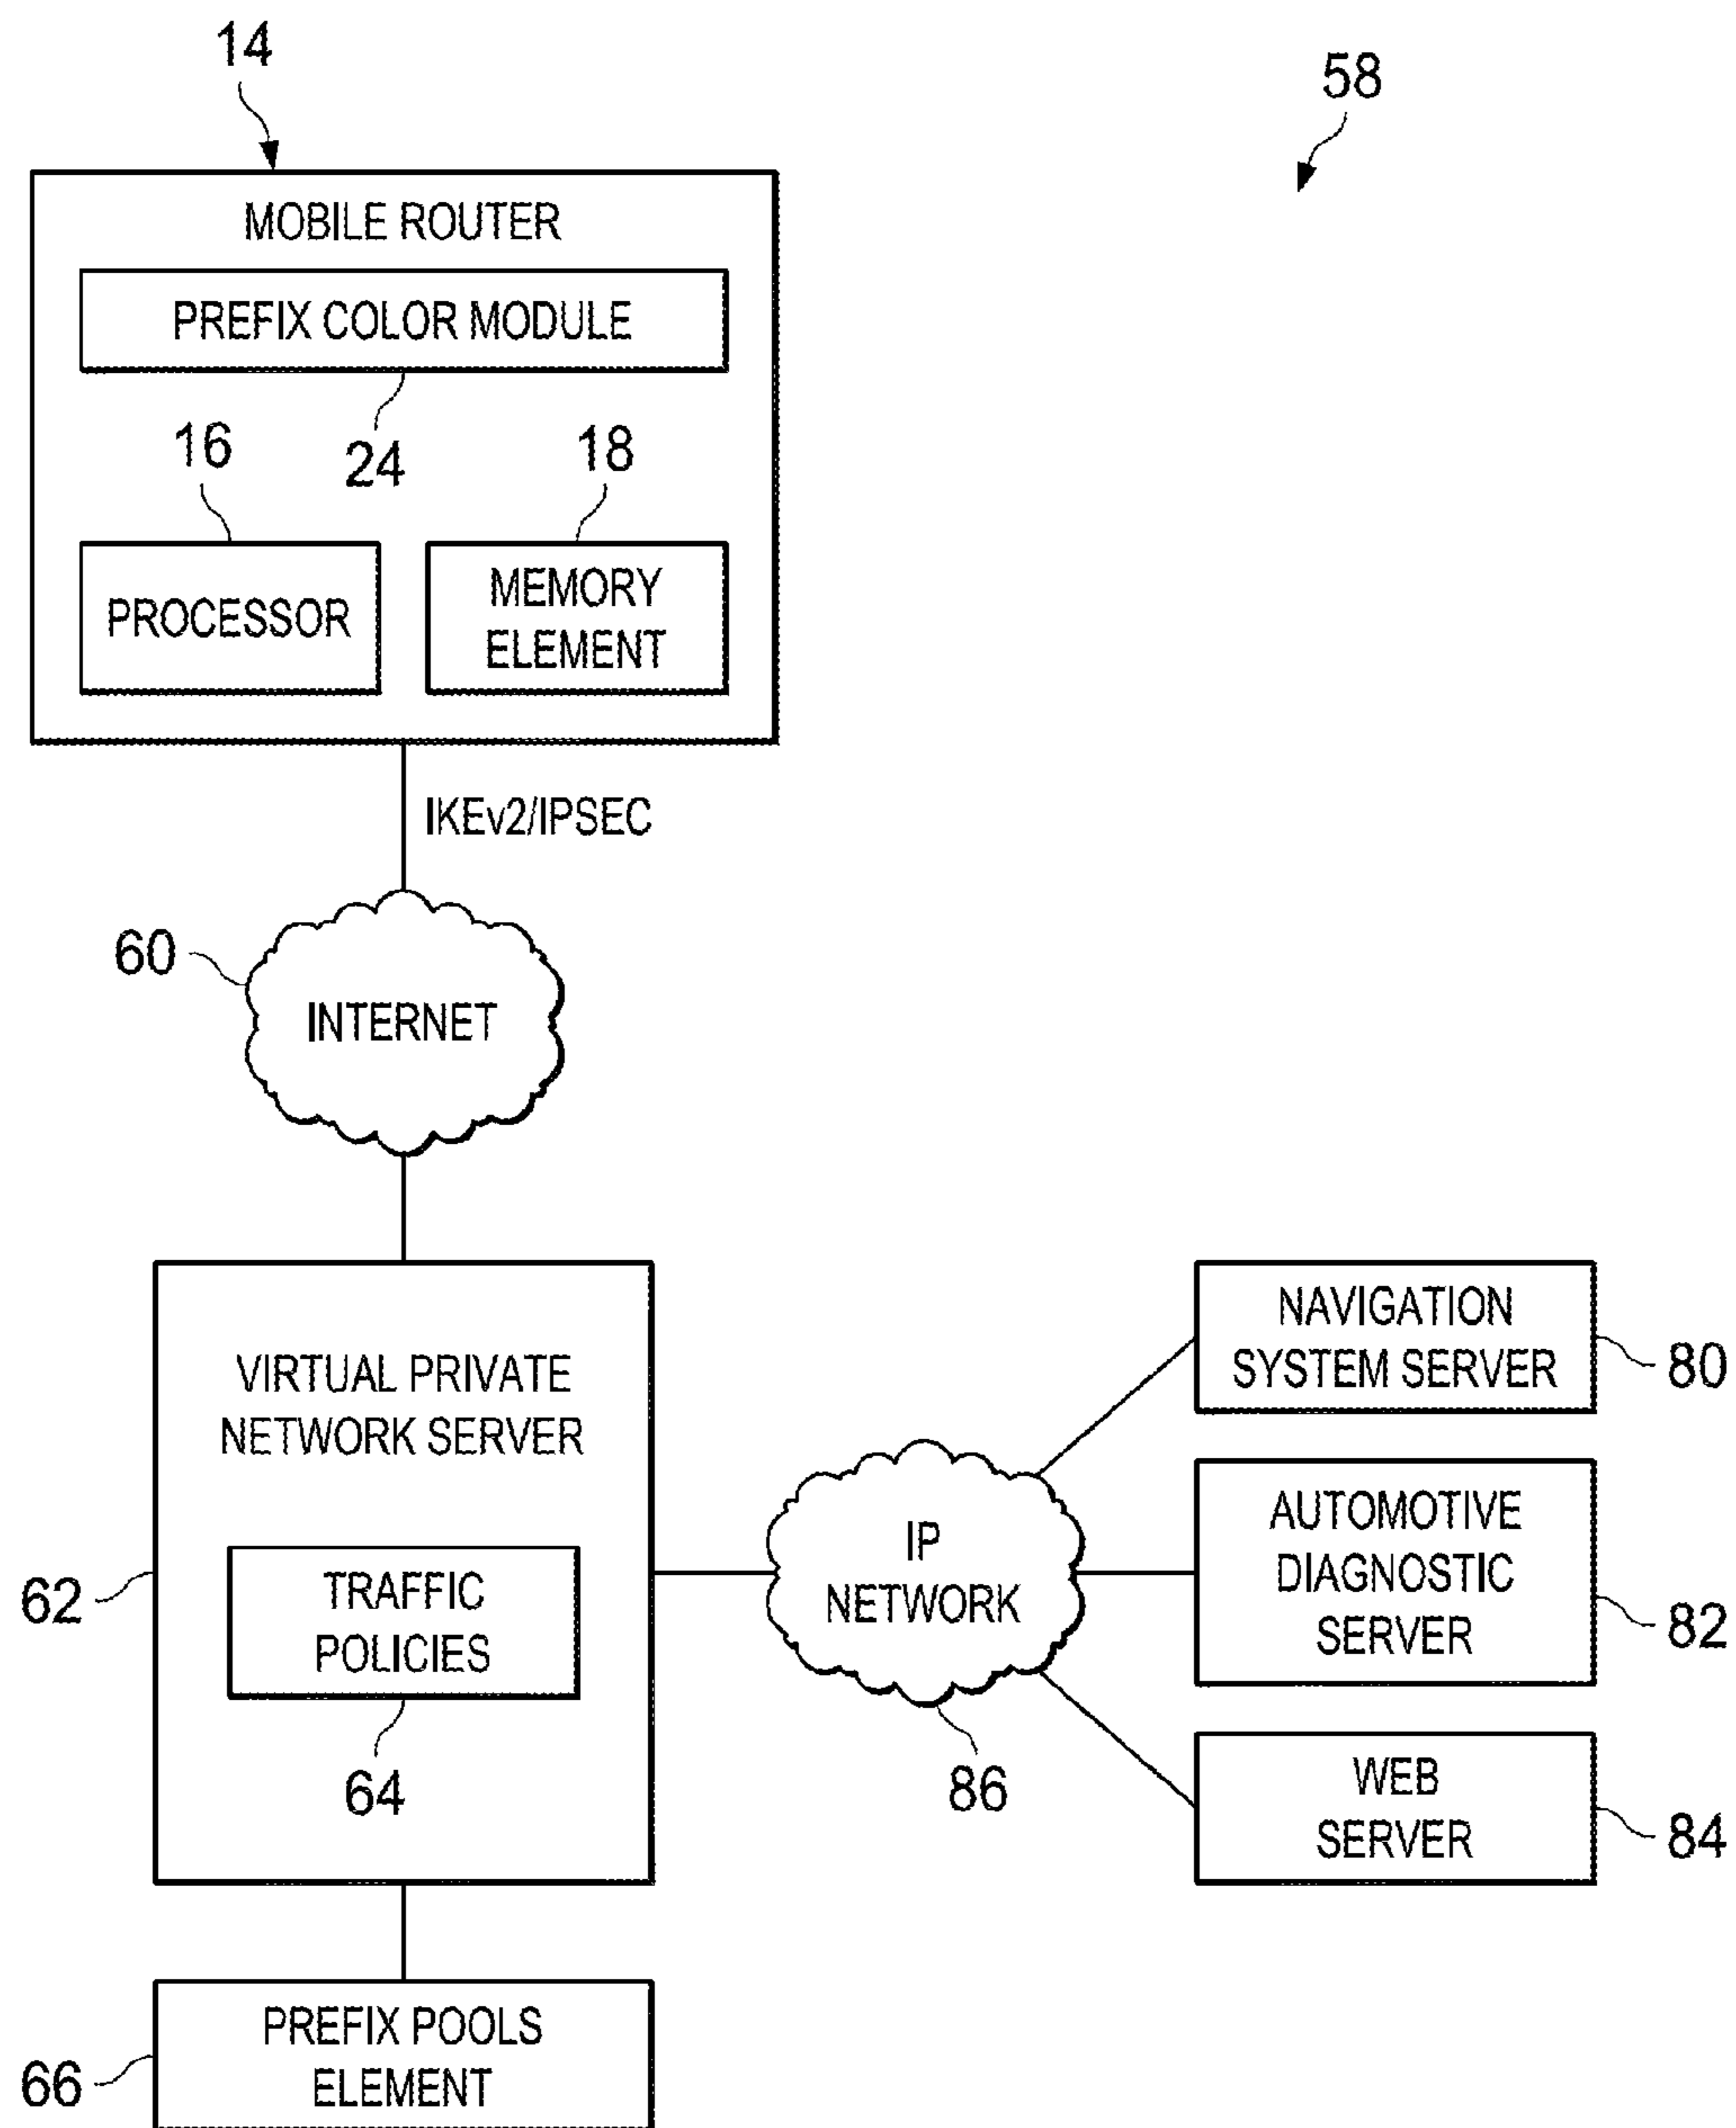 14
58
MOBILE ROUTER
PREFIX COLOR MODULE
24
16
18
PROCESSOR
MEMORY
ELEMENT
IKEv2/IPSEC
60
INTERNET
62
VIRTUAL PRIVATE
NETWORK SERVER
TRAFFIC
POLICIES
64
IP
NETWORK
86
NAVIGATION
SYSTEM SERVER
80
AUTOMOTIVE
DIAGNOSTIC
SERVER
82
WEB
SERVER
84
PREFIX POOLS
ELEMENT
66